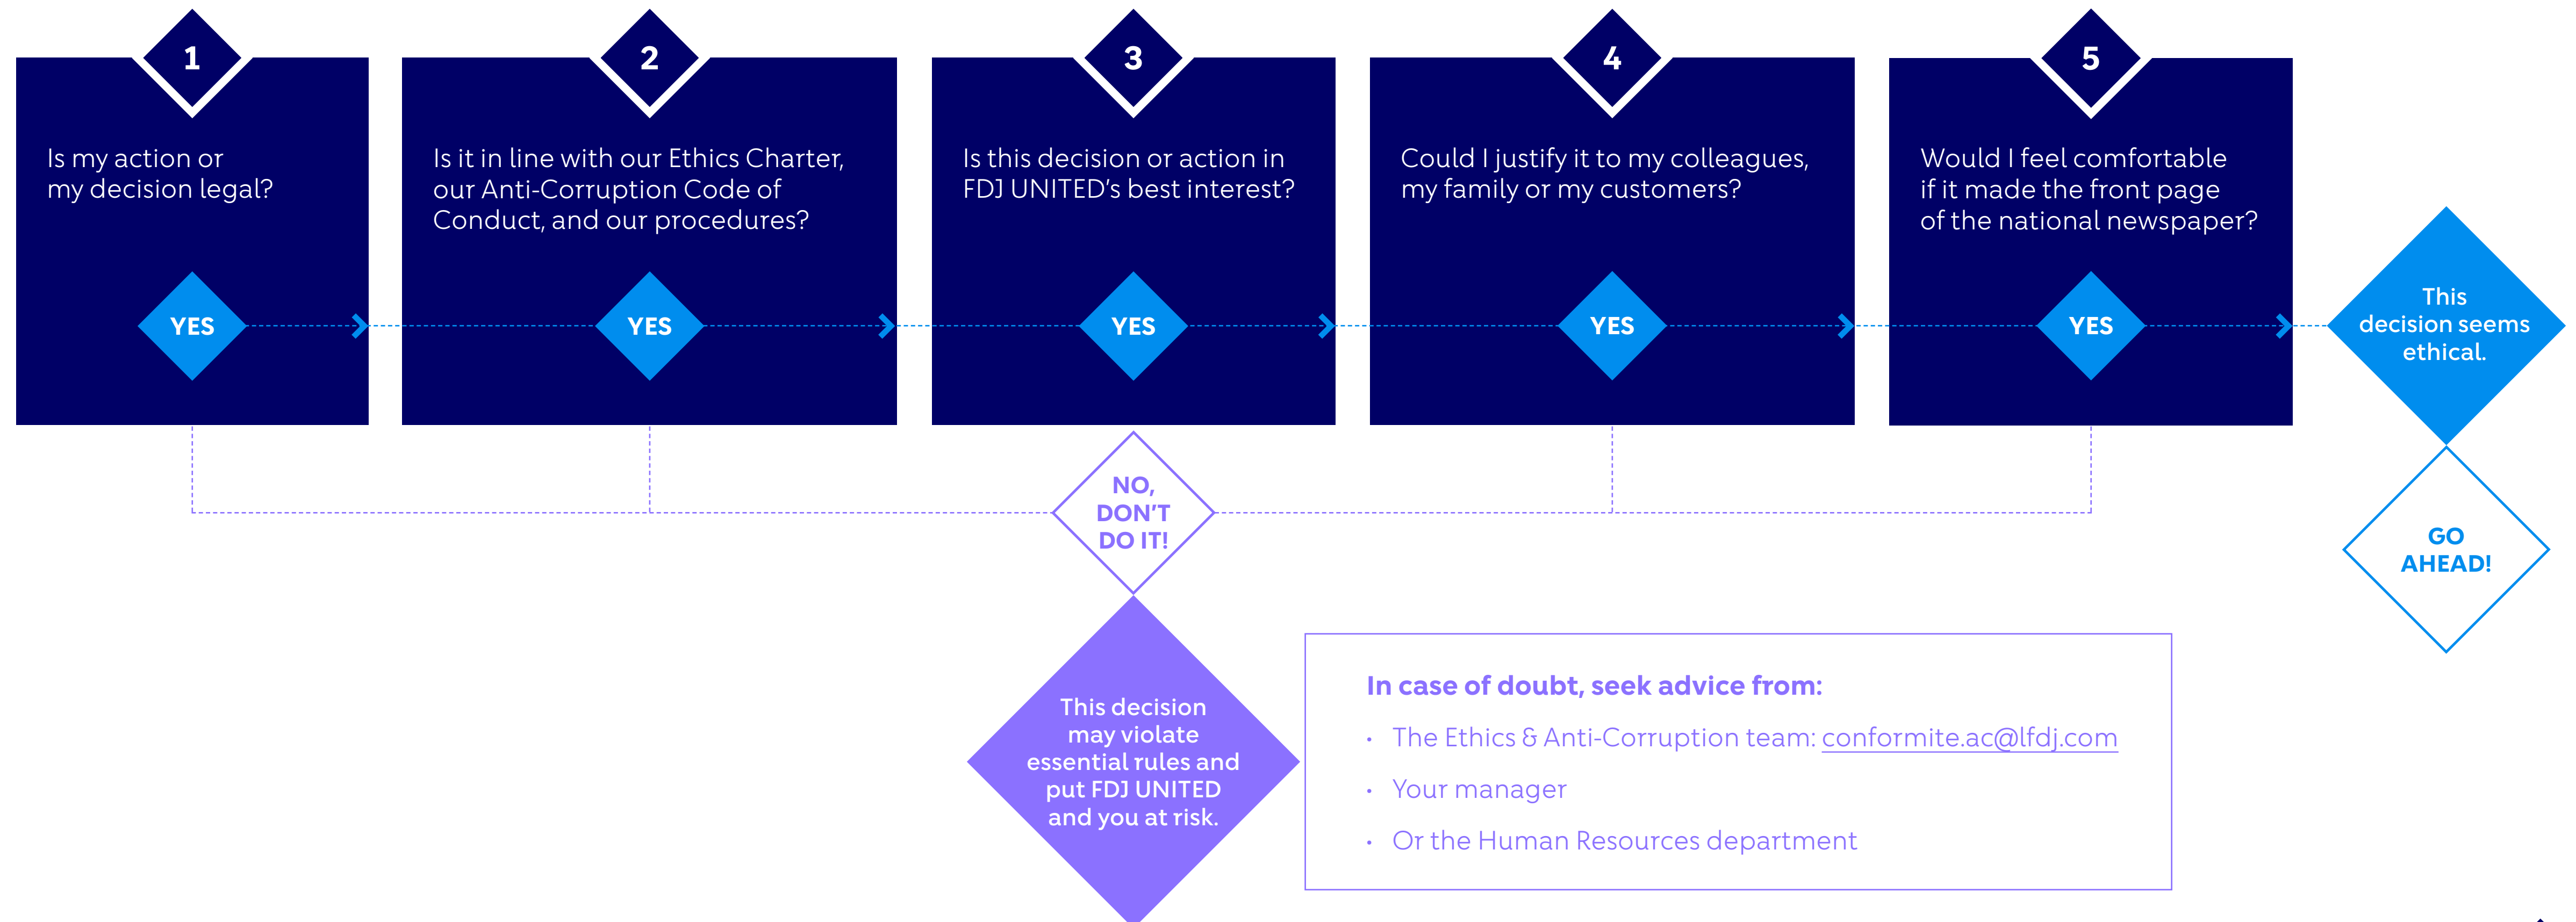 1
Is my action or
my decision legal?
YES
2
Is it in line with our Ethics Charter,
our Anti-Corruption Code of
Conduct, and our procedures?
YES
3
Is this decision or action in
FDJ UNITED’s best interest?
YES
4
Could I justify it to my colleagues,
my family or my customers?
YES
5
Would I feel comfortable
if it made the front page
of the national newspaper?
YES
This
decision seems
ethical.
GO
AHEAD!
NO,
DON’T
DO IT!
This decision
may violate
essential rules and
put FDJ UNITED
and you at risk.
In case of doubt, seek advice from:
• The Ethics & Anti-Corruption team: conformite.ac@lfdj.com
• Your manager
• Or the Human Resources department